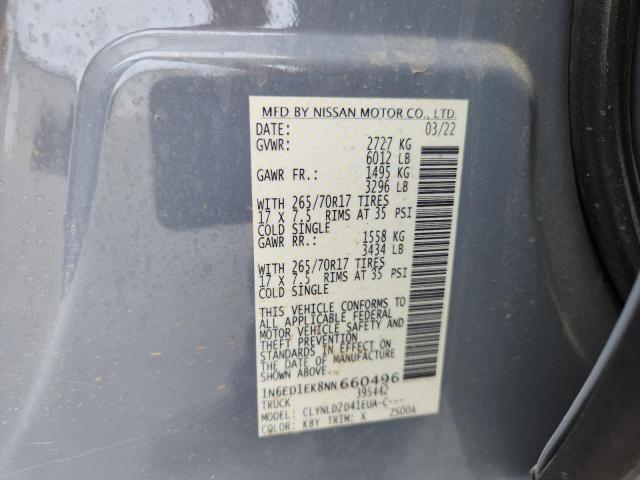 MFD BY NISSAN MOTOR CO., LTD.
DATE: 03/22
GVWR: 2727 KG
6012 LB
GAWR FR.: 1495 KG
3296 LB
WITH 265/70R17 TIRES
17 X 7.5 RIMS AT 35 PSI
COLD SINGLE
GAWR RR.: 1558 KG
3434 LB
WITH 265/70R17 TIRES
17 X 7.5 RIMS AT 35 PSI
COLD SINGLE
THIS VEHICLE CONFORMS TO
ALL APPLICABLE FEDERAL
MOTOR VEHICLE SAFETY AND
THEFT PREVENTION
STANDARDS IN EFFECT ON
THE DATE OF MANUFACTURE
SHOWN ABOVE.
1N6ED1EK8NN660496
TRUCK 395442
MODEL: CLYNLD2D41EUA-C---
COLOR: KBY TRIM: X 2S00A